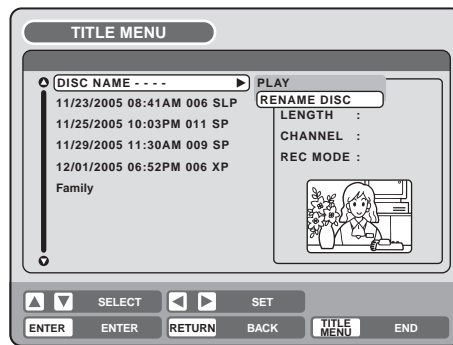 TITLE MENU
DISC NAME - - - -
PLAY
RENAME DISC
11/23/2005 08:41AM 006 SLP
LENGTH :
11/25/2005 10:03PM 011 SP
CHANNEL :
11/29/2005 11:30AM 009 SP
REC MODE :
12/01/2005 06:52PM 006 XP
Family
SELECT SET
ENTER ENTER RETURN BACK TITLE MENU END